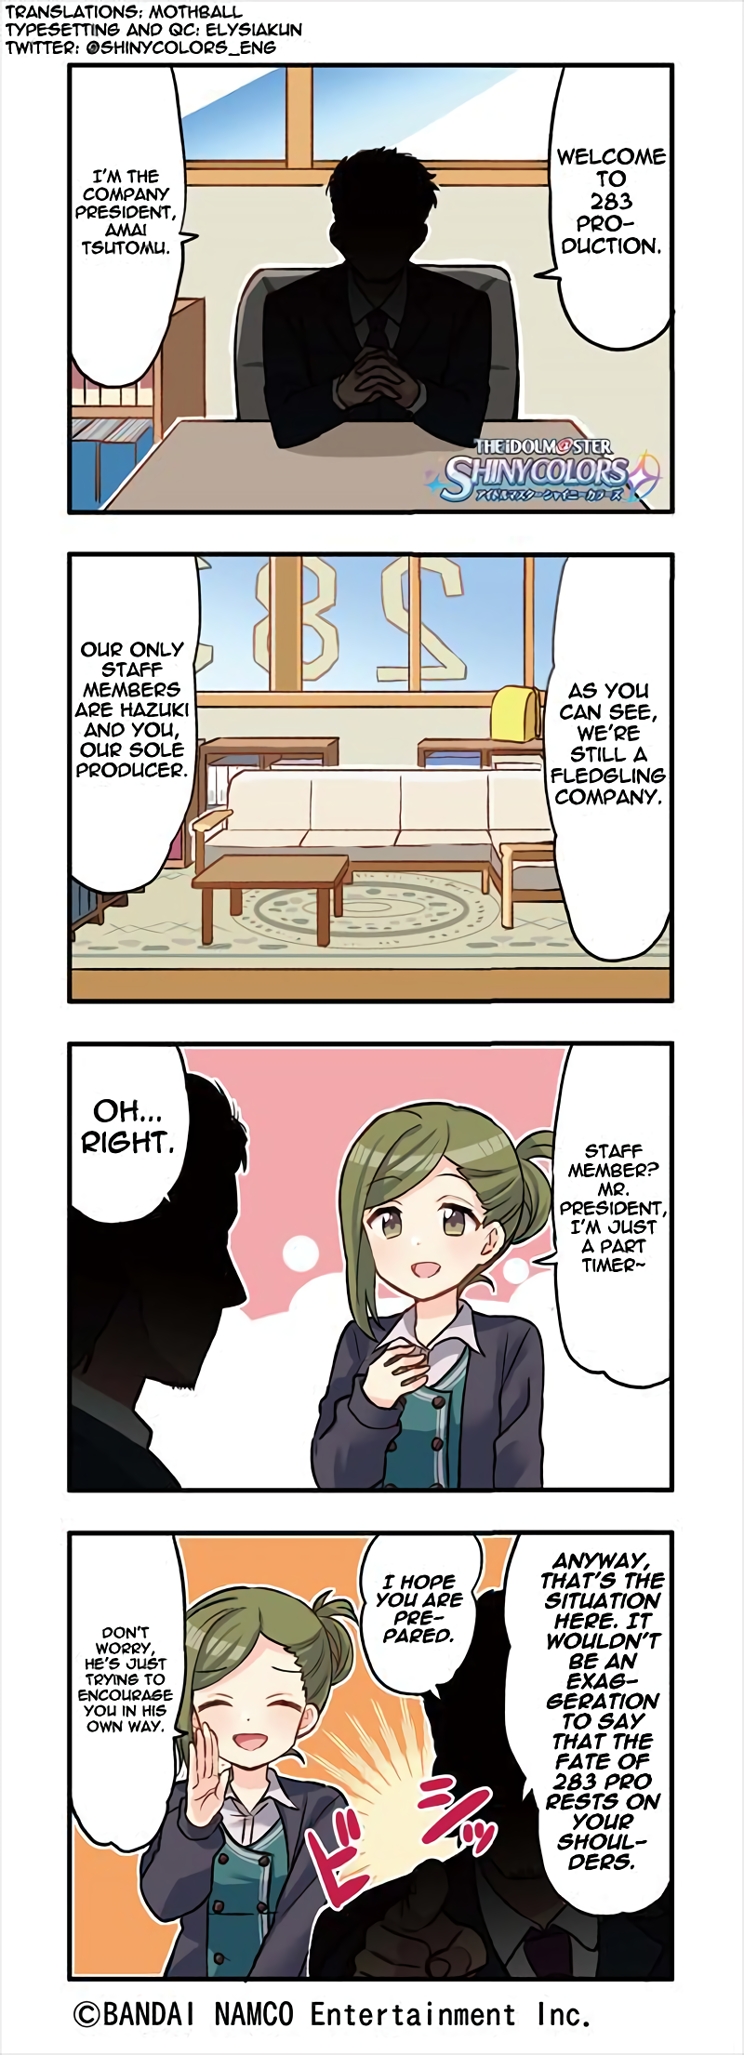 TRANSLATIONS: MOTHBALL
TYPESETTING AND QC: ELYSIAKUN
TWITTER: @SHINYCOLORS_ENG
WELCOME
TO
283
PRO-
DUCTION.
I'M THE
COMPANY
PRESIDENT,
AMAI
TSUTOMU.
THE iDOLM@STER
SHINYCOLORS
アイドルマスターシャイニーカラーズ
283
AS YOU
CAN SEE,
WE'RE
STILL A
FLEDGLING
COMPANY.
OUR ONLY
STAFF
MEMBERS
ARE HAZUKI
AND YOU,
OUR SOLE
PRODUCER.
STAFF
MEMBER?
MR.
PRESIDENT,
I'M JUST
A PART
TIMER~
OH...
RIGHT.
ANYWAY,
THAT'S THE
SITUATION
HERE. IT
WOULDN'T
BE AN
EXAG-
GERATION
TO SAY
THAT THE
FATE OF
283 PRO
RESTS ON
YOUR
SHOUL-
DERS.
I HOPE
YOU ARE
PRE-
PARED.
ビシッ
DON'T
WORRY,
HE'S JUST
TRYING TO
ENCOURAGE
YOU IN HIS
OWN WAY.
©BANDAI NAMCO Entertainment Inc.